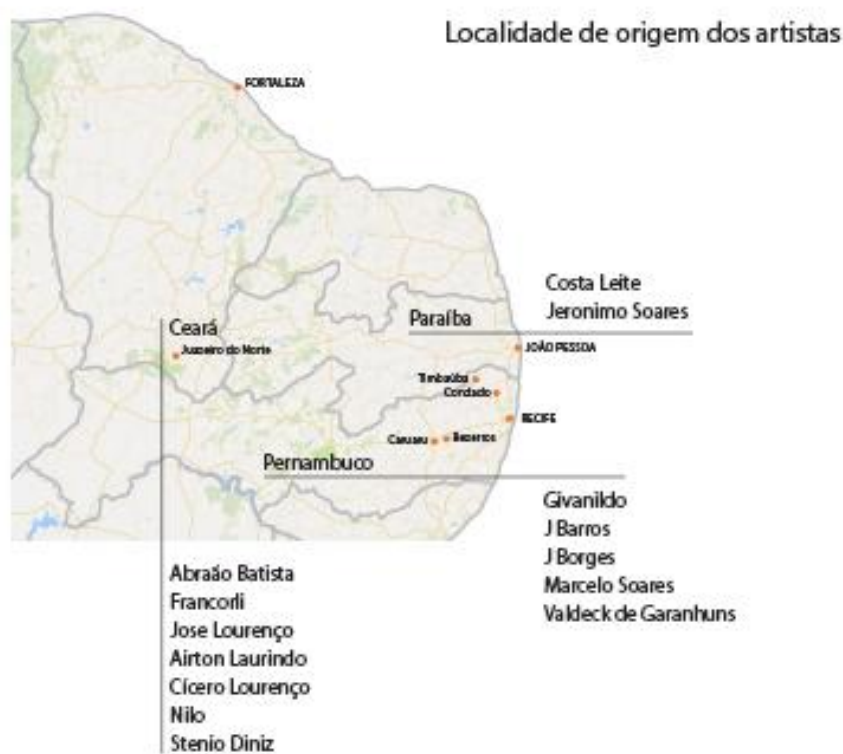 Localidade de origem dos artistas
FORTALEZA
Costa Leite
Jeronimo Soares
Paraíba
Ceará
Juazeiro do Norte
JOÃO PESSOA
Timbaúba
Condado
RECIFE
Caruaru
Bezerros
Pernambuco
Givanildo
J Barros
J Borges
Marcelo Soares
Valdeck de Garanhuns
Abraão Batista
Francorli
Jose Lourenço
Airton Laurindo
Cícero Lourenço
Nilo
Stenio Diniz